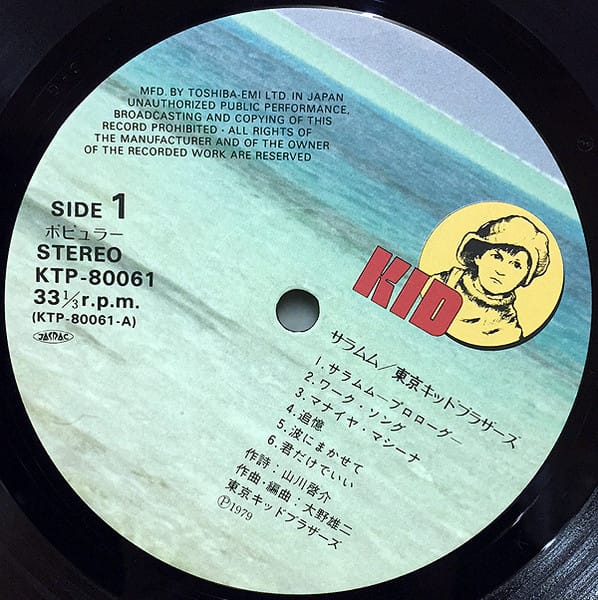 MFD. BY TOSHIBA-EMI LTD. IN JAPAN
UNAUTHORIZED PUBLIC PERFORMANCE,
BROADCASTING AND COPYING OF THIS
RECORD PROHIBITED · ALL RIGHTS OF
THE MANUFACTURER AND OF THE OWNER
OF THE RECORDED WORK ARE RESERVED
SIDE 1
ポピュラー
STEREO
KTP-80061
33 1/3 r.p.m.
(KTP-80061-A)
JASRAC
KID
サラムム/東京キッドブラザーズ
1. サラムム―プロローグ―
2. ワーク・ソング
3. マナイヤ・マシーナ
4. 追憶
5. 波にまかせて
6. 君だけでいい
作詩：山川啓介
作曲・編曲：大野雄二
東京キッドブラザーズ
Ⓟ1979